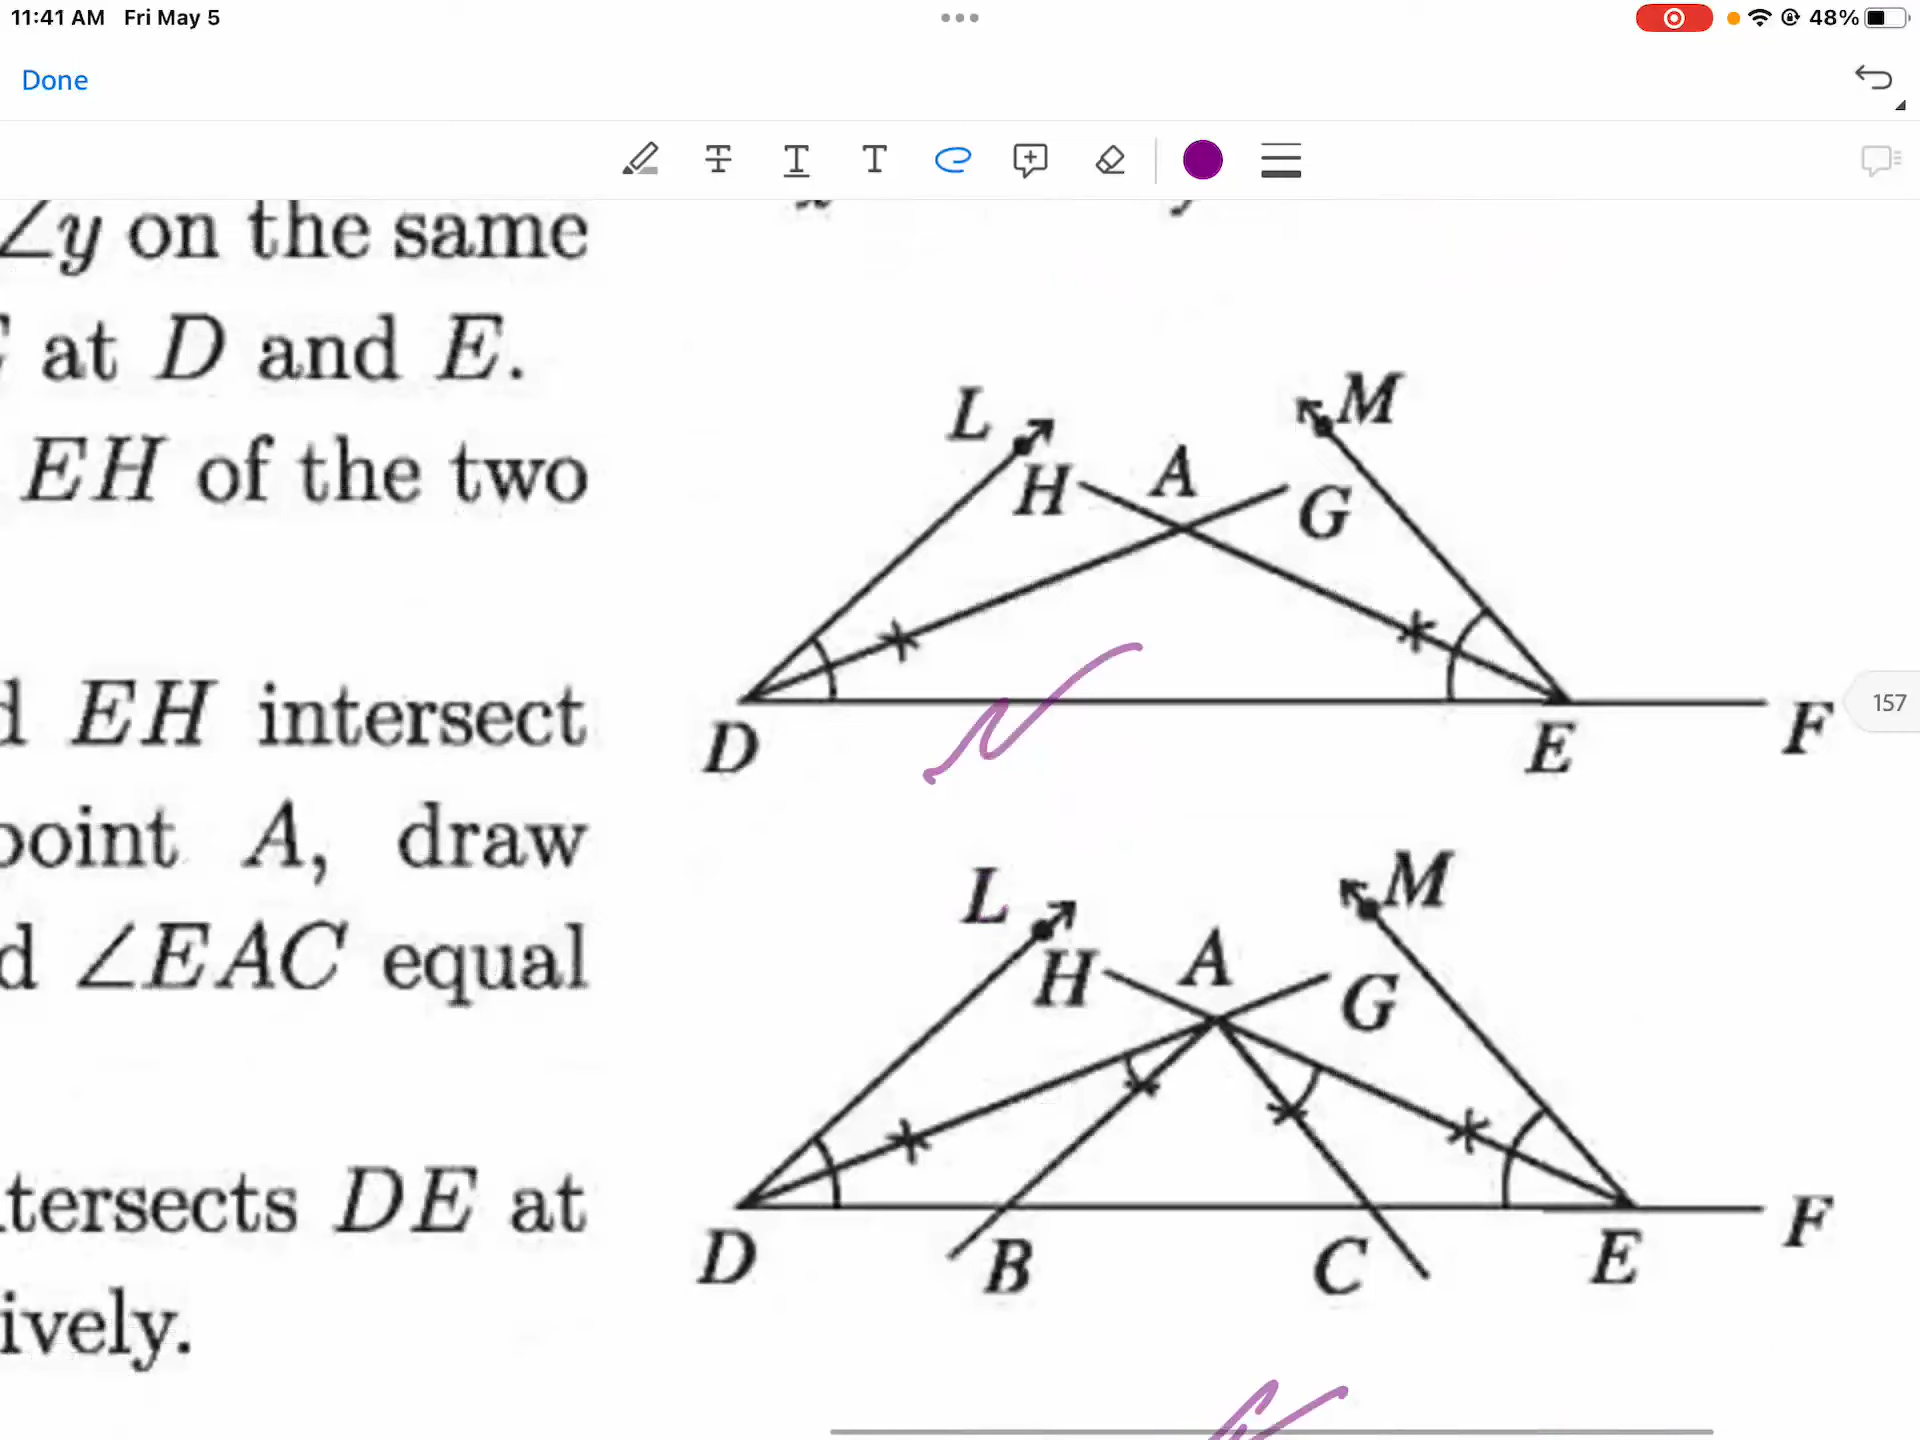 11:41 AM Fri May 5
48%
Done
T T T
∠y on the same
at D and E.
EH of the two
EH intersect
point A, draw
∠EAC equal
tersects DE at
ively.
L M
H A G
D E F
157
L M
H A G
D B C E F